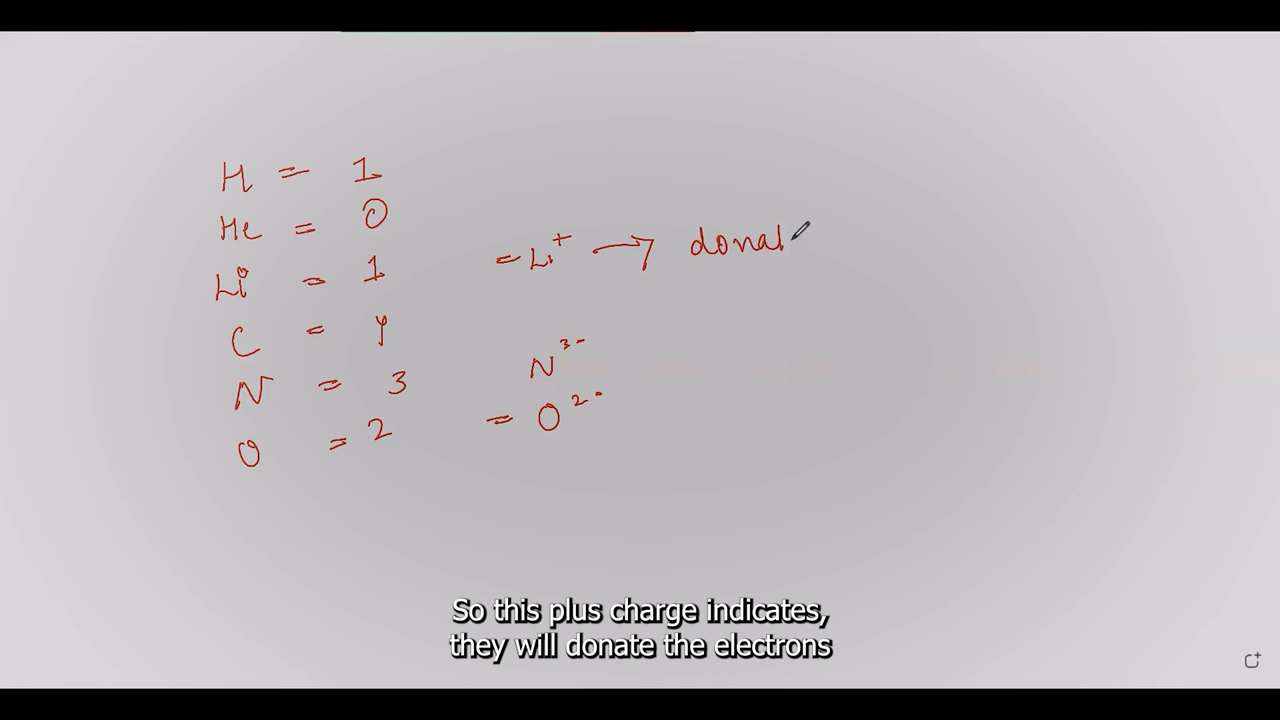 H = 1
He = 0
Li = 1 = Li⁺ → donat
C = 4
N = 3 N³⁻
O = 2 = O²⁻
So this plus charge indicates,
they will donate the electrons